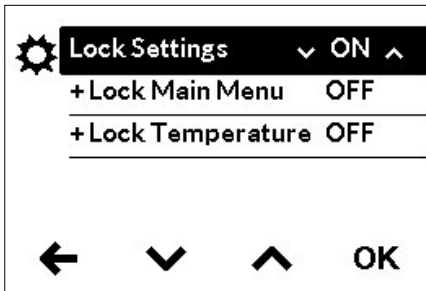 Lock Settings ON
+Lock Main Menu OFF
+Lock Temperature OFF
OK